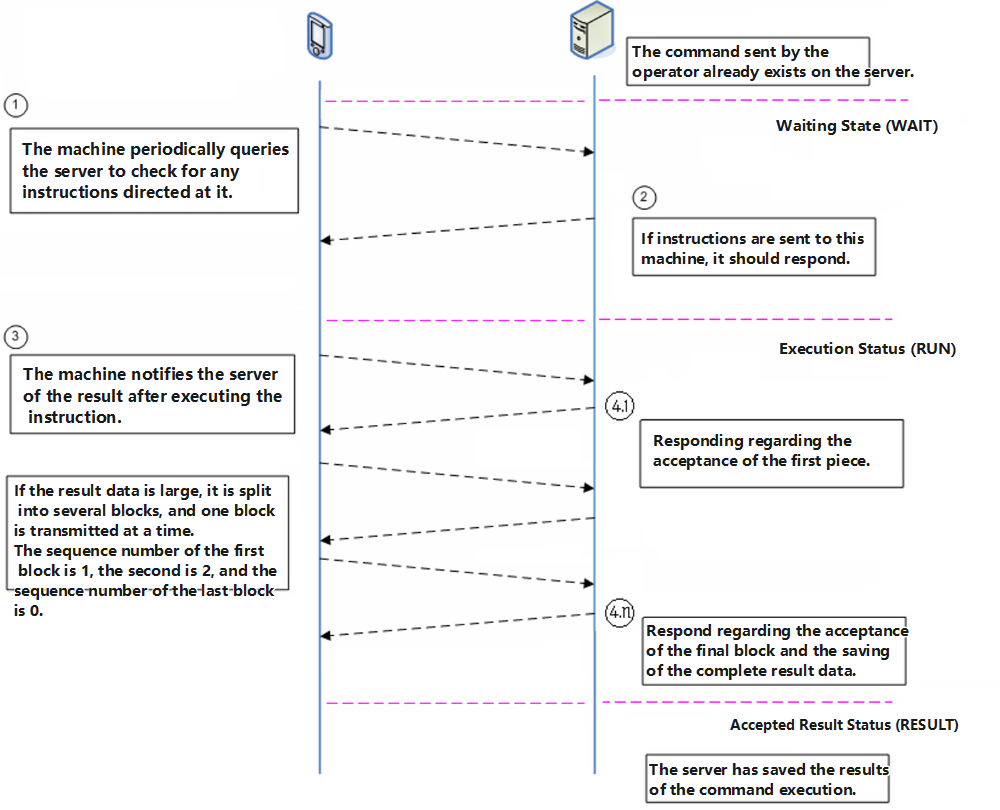 The command sent by the
operator already exists on the server.
1
Waiting State (WAIT)
The machine periodically queries
the server to check for any
instructions directed at it.
2
If instructions are sent to this
machine, it should respond.
3
Execution Status (RUN)
The machine notifies the server
of the result after executing the
instruction.
4.1
Responding regarding the
acceptance of the first piece.
If the result data is large, it is split
into several blocks, and one block
is transmitted at a time.
The sequence number of the first
block is 1, the second is 2, and the
sequence number of the last block
is 0.
4.n
Respond regarding the acceptance
of the final block and the saving
of the complete result data.
Accepted Result Status (RESULT)
The server has saved the results
of the command execution.